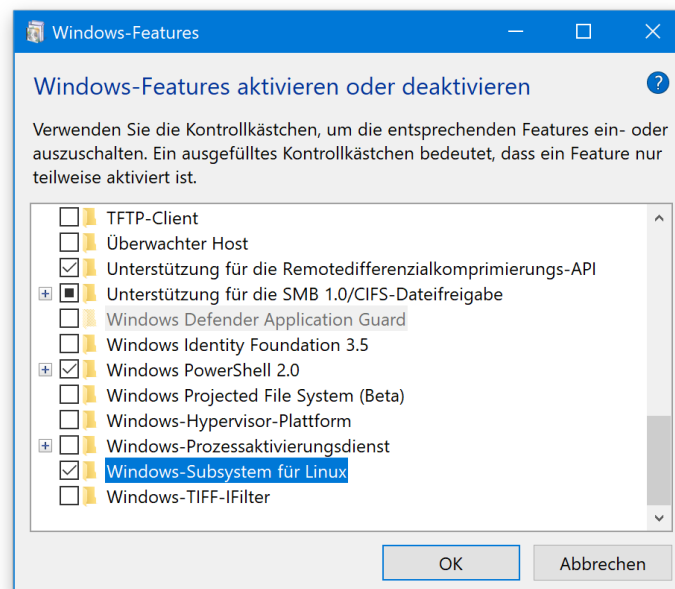 Windows-Features
Windows-Features aktivieren oder deaktivieren
?
Verwenden Sie die Kontrollkästchen, um die entsprechenden Features ein- oder
auszuschalten. Ein ausgefülltes Kontrollkästchen bedeutet, dass ein Feature nur
teilweise aktiviert ist.
TFTP-Client
Überwachter Host
Unterstützung für die Remotedifferenzialkomprimierungs-API
Unterstützung für die SMB 1.0/CIFS-Dateifreigabe
Windows Defender Application Guard
Windows Identity Foundation 3.5
Windows PowerShell 2.0
Windows Projected File System (Beta)
Windows-Hypervisor-Plattform
Windows-Prozessaktivierungsdienst
Windows-Subsystem für Linux
Windows-TIFF-IFilter
OK
Abbrechen